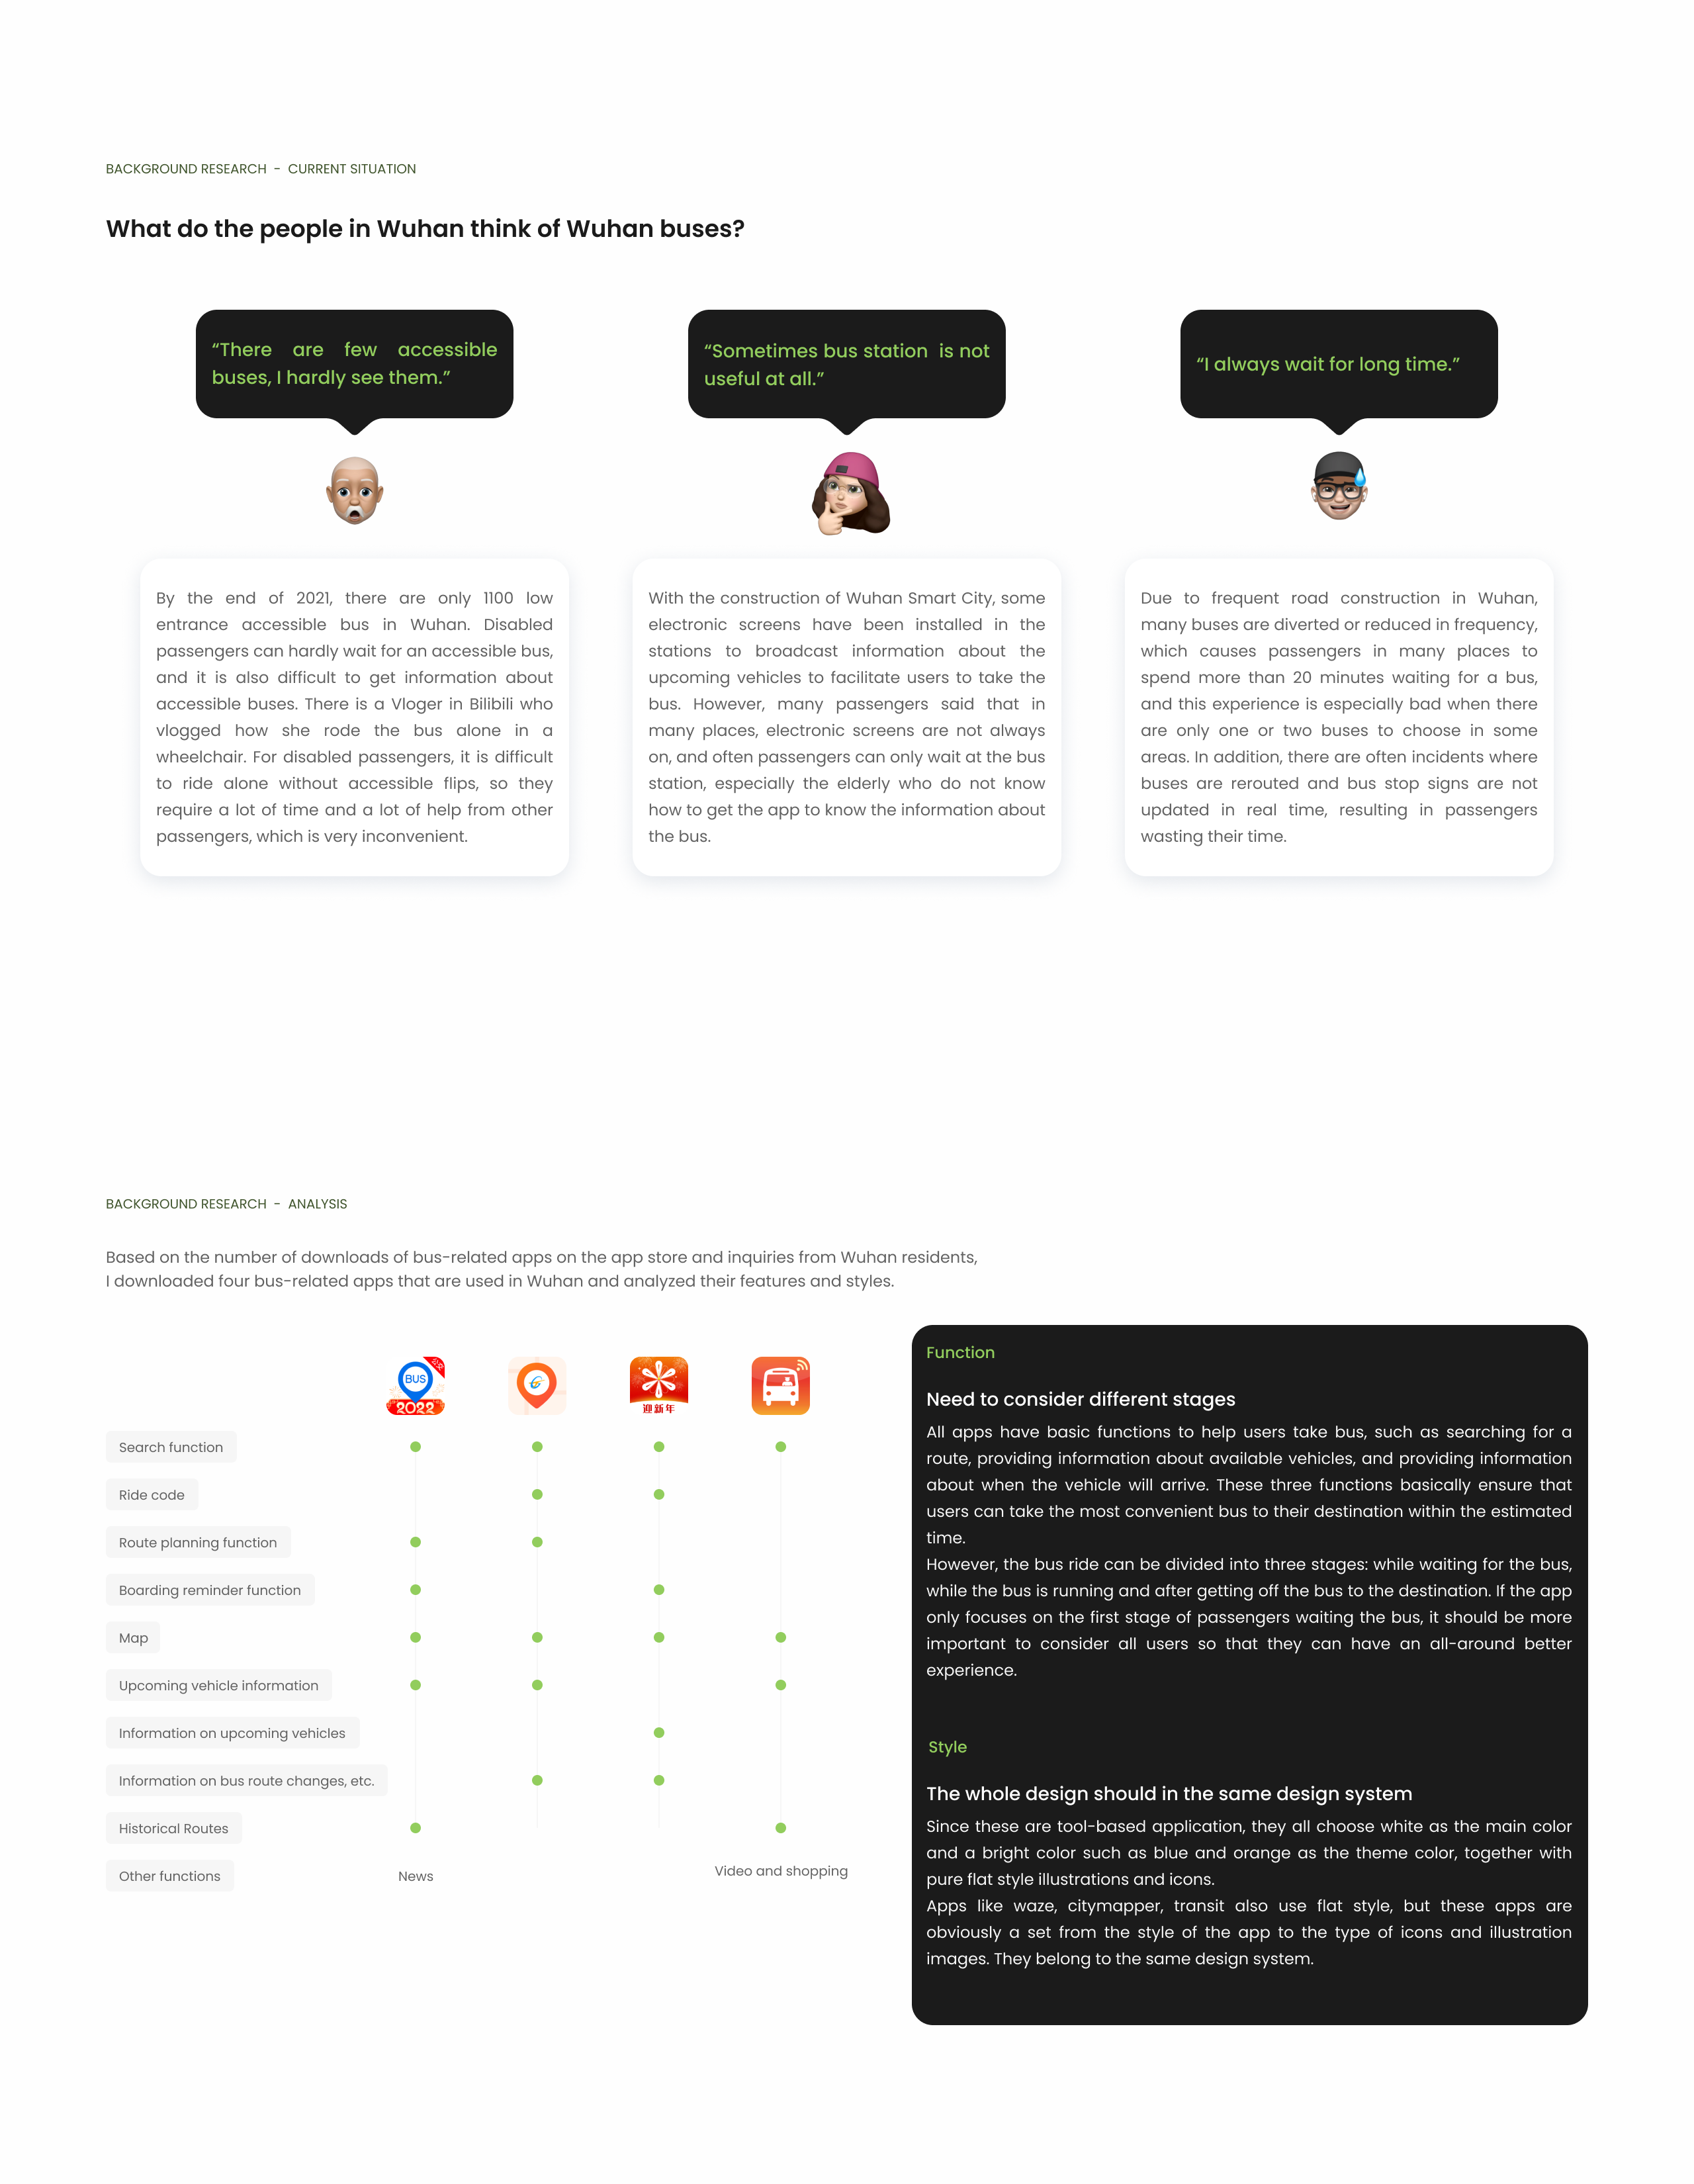 BACKGROUND RESEARCH - CURRENT SITUATION
What do the people in Wuhan think of Wuhan buses?
“There are few accessible
buses, I hardly see them.”
“Sometimes bus station is not
useful at all.”
“I always wait for long time.”
By the end of 2021, there are only 1100 low
entrance accessible bus in Wuhan. Disabled
passengers can hardly wait for an accessible bus,
and it is also difficult to get information about
accessible buses. There is a Vloger in Bilibili who
vlogged how she rode the bus alone in a
wheelchair. For disabled passengers, it is difficult
to ride alone without accessible flips, so they
require a lot of time and a lot of help from other
passengers, which is very inconvenient.
With the construction of Wuhan Smart City, some
electronic screens have been installed in the
stations to broadcast information about the
upcoming vehicles to facilitate users to take the
bus. However, many passengers said that in
many places, electronic screens are not always
on, and often passengers can only wait at the bus
station, especially the elderly who do not know
how to get the app to know the information about
the bus.
Due to frequent road construction in Wuhan,
many buses are diverted or reduced in frequency,
which causes passengers in many places to
spend more than 20 minutes waiting for a bus,
and this experience is especially bad when there
are only one or two buses to choose in some
areas. In addition, there are often incidents where
buses are rerouted and bus stop signs are not
updated in real time, resulting in passengers
wasting their time.
BACKGROUND RESEARCH - ANALYSIS
Based on the number of downloads of bus-related apps on the app store and inquiries from Wuhan residents,
I downloaded four bus-related apps that are used in Wuhan and analyzed their features and styles.
BUS
2022
迎新年
Search function
Ride code
Route planning function
Boarding reminder function
Map
Upcoming vehicle information
Information on upcoming vehicles
Information on bus route changes, etc.
Historical Routes
Other functions
News
Video and shopping
Function
Need to consider different stages
All apps have basic functions to help users take bus, such as searching for a
route, providing information about available vehicles, and providing information
about when the vehicle will arrive. These three functions basically ensure that
users can take the most convenient bus to their destination within the estimated
time.
However, the bus ride can be divided into three stages: while waiting for the bus,
while the bus is running and after getting off the bus to the destination. If the app
only focuses on the first stage of passengers waiting the bus, it should be more
important to consider all users so that they can have an all-around better
experience.
Style
The whole design should in the same design system
Since these are tool-based application, they all choose white as the main color
and a bright color such as blue and orange as the theme color, together with
pure flat style illustrations and icons.
Apps like waze, citymapper, transit also use flat style, but these apps are
obviously a set from the style of the app to the type of icons and illustration
images. They belong to the same design system.